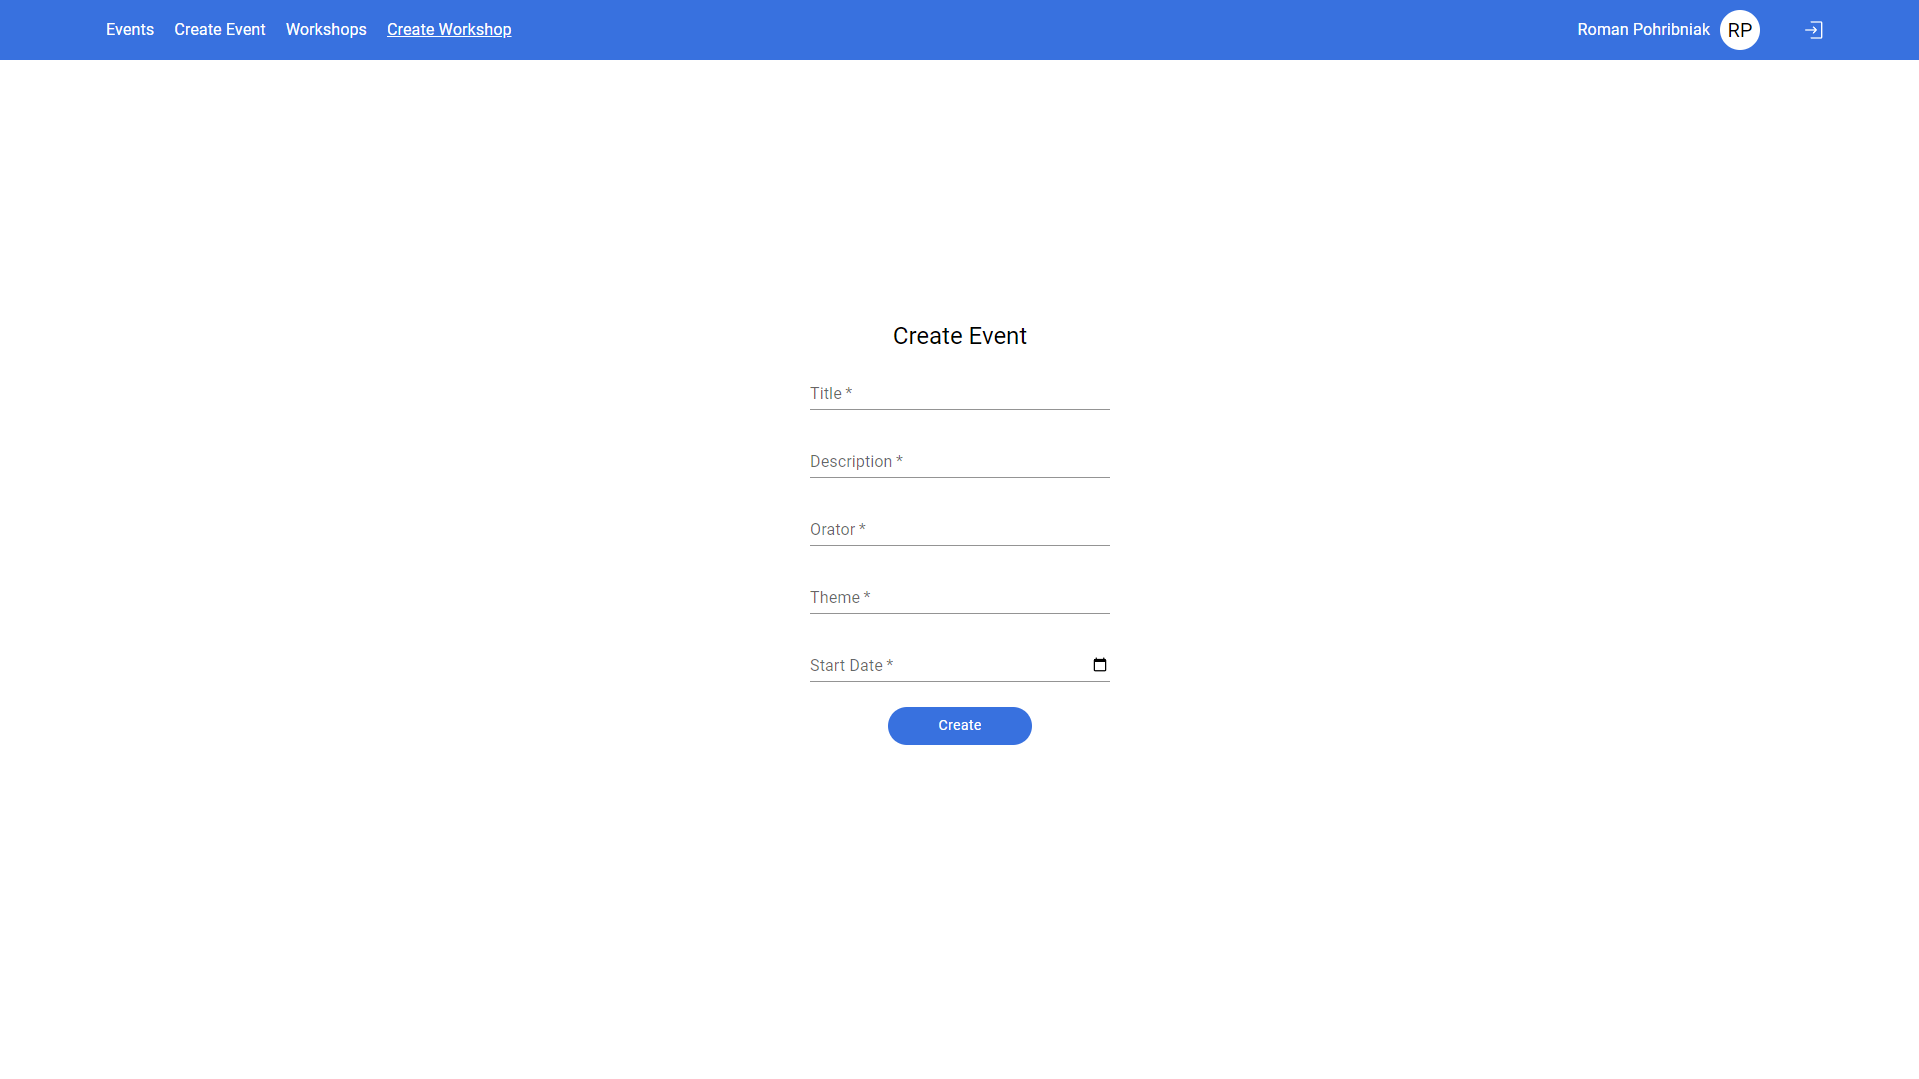 Events Create Event Workshops Create Workshop Roman Pohribniak RP
Create Event
Title *
Description *
Orator *
Theme *
Start Date *
Create